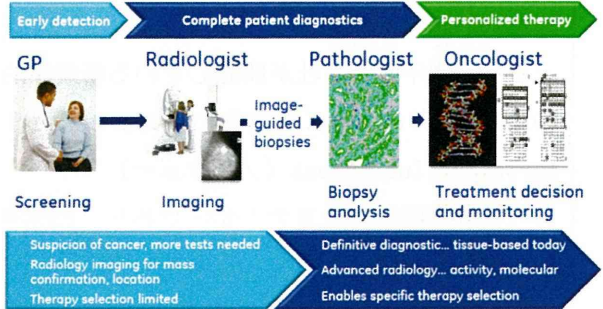 Early detection
Complete patient diagnostics
Personalized therapy
GP
Radiologist
Pathologist
Oncologist
Image-
guided
biopsies
Screening
Imaging
Biopsy
analysis
Treatment decision
and monitoring
Suspicion of cancer, more tests needed
Radiology imaging for mass
confirmation, location
Therapy selection limited
Definitive diagnostic... tissue-based today
Advanced radiology... activity, molecular
Enables specific therapy selection